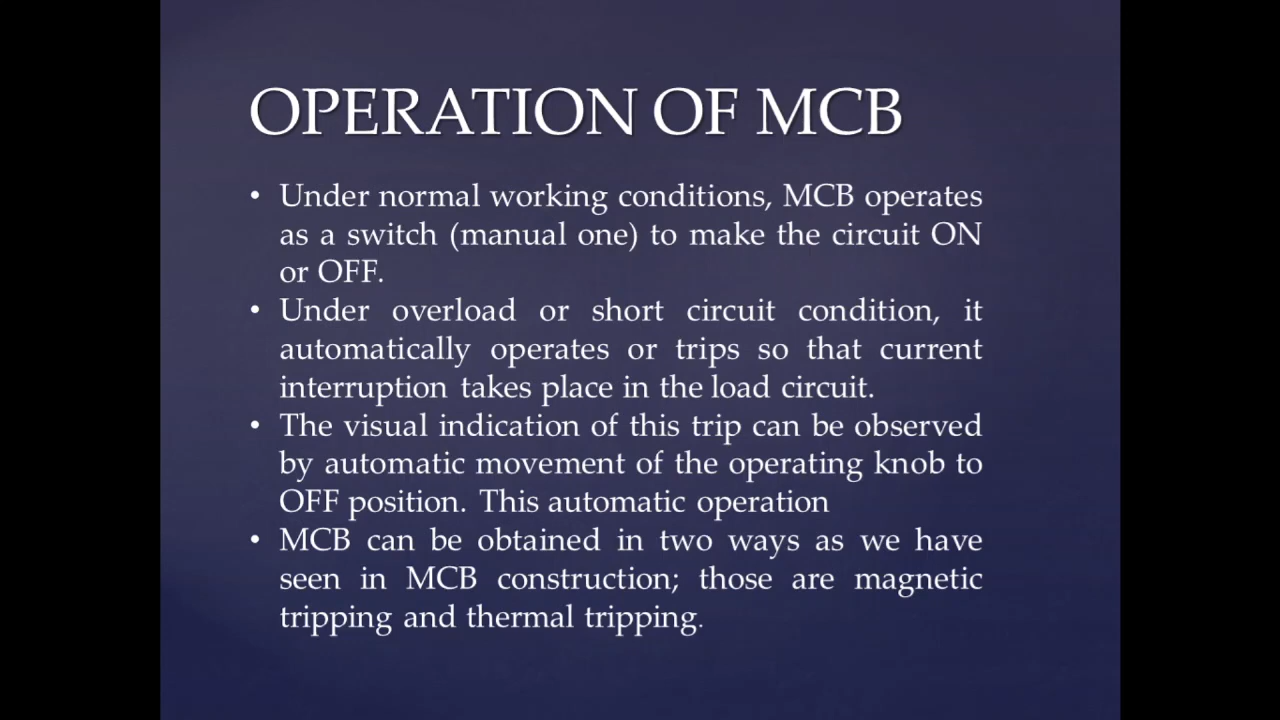 OPERATION OF MCB
• Under normal working conditions, MCB operates
as a switch (manual one) to make the circuit ON
or OFF.
• Under overload or short circuit condition, it
automatically operates or trips so that current
interruption takes place in the load circuit.
• The visual indication of this trip can be observed
by automatic movement of the operating knob to
OFF position. This automatic operation
• MCB can be obtained in two ways as we have
seen in MCB construction; those are magnetic
tripping and thermal tripping.